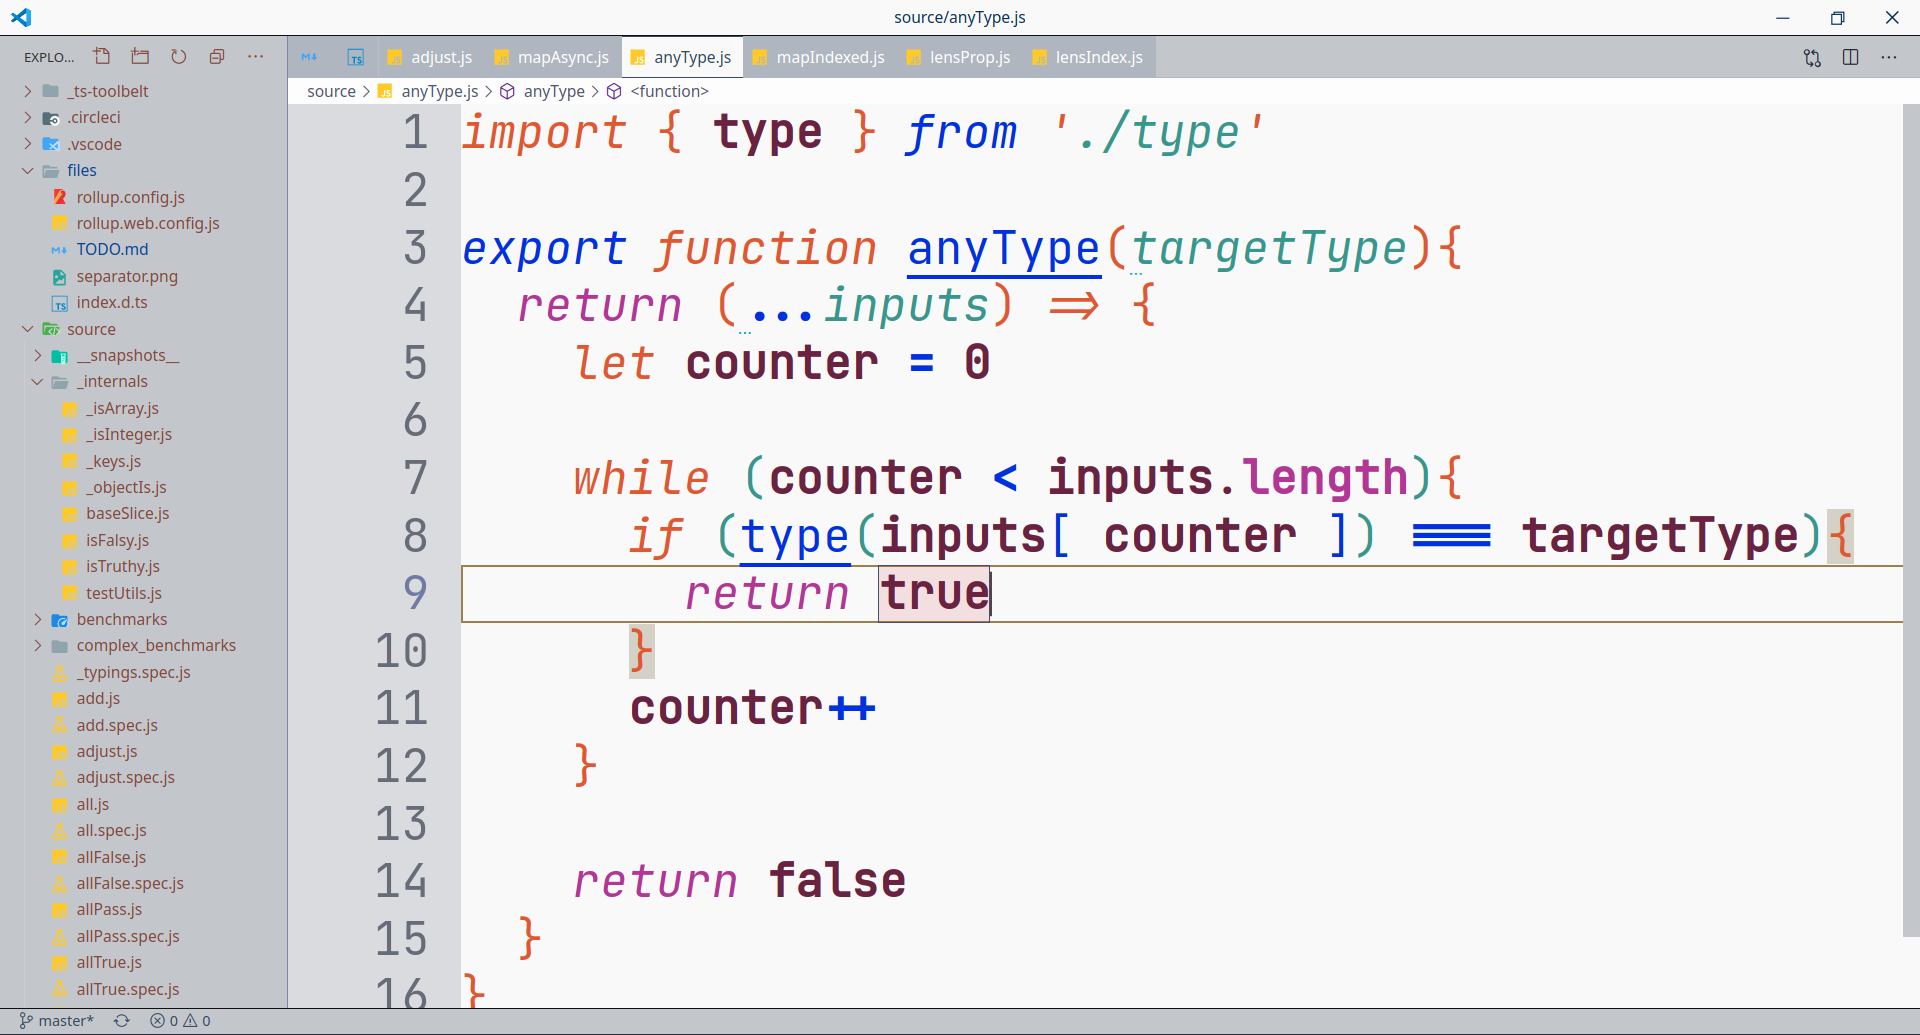 source/anyType.js
EXPLO...
_ts-toolbelt
.circleci
.vscode
files
rollup.config.js
rollup.web.config.js
TODO.md
separator.png
index.d.ts
source
__snapshots__
_internals
_isArray.js
_isInteger.js
_keys.js
_objectIs.js
baseSlice.js
isFalsy.js
isTruthy.js
testUtils.js
benchmarks
complex_benchmarks
_typings.spec.js
add.js
add.spec.js
adjust.js
adjust.spec.js
all.js
all.spec.js
allFalse.js
allFalse.spec.js
allPass.js
allPass.spec.js
allTrue.js
allTrue.spec.js
adjust.js mapAsync.js anyType.js mapIndexed.js lensProp.js lensIndex.js
source > anyType.js > anyType > <function>
1 import { type } from './type'
2
3 export function anyType(targetType){
4 return (...inputs) => {
5 let counter = 0
6
7 while (counter < inputs.length){
8 if (type(inputs[ counter ]) === targetType){
9 return true
10 }
11 counter++
12 }
13
14 return false
15 }
16 }
master* 0 0